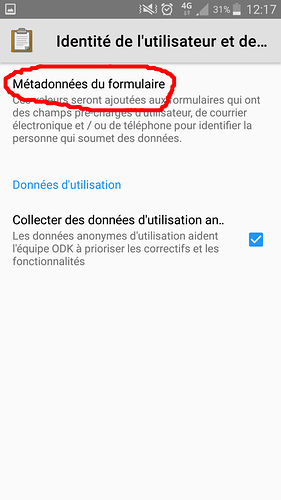 4G 31% 12:17
Identité de l'utilisateur et de...
Métadonnées du formulaire
Ces valeurs seront ajoutées aux formulaires qui ont
des champs pré-chargés d'utilisateur, de courrier
électronique et / ou de téléphone pour identifier la
personne qui soumet des données.
Données d'utilisation
Collecter des données d'utilisation an..
Les données anonymes d'utilisation aident
l'équipe ODK à prioriser les correctifs et les
fonctionnalités